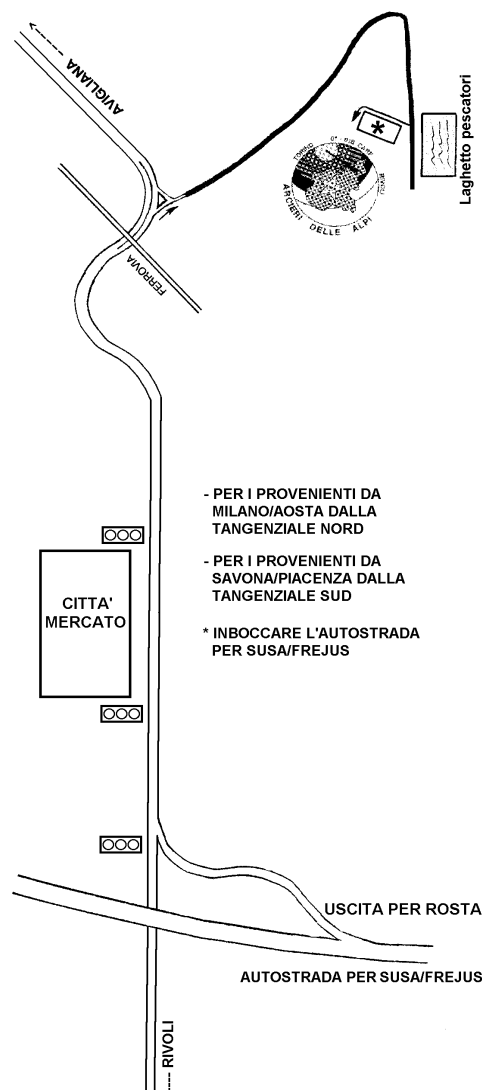 AVIGLIANA
FERROVIA
*
ARCIERI DELLE ALPI
Laghetto pescatori
- PER I PROVENIENTI DA
MILANO/AOSTA DALLA
TANGENZIALE NORD
- PER I PROVENIENTI DA
SAVONA/PIACENZA DALLA
TANGENZIALE SUD
* INBOCCARE L'AUTOSTRADA
PER SUSA/FREJUS
CITTA'
MERCATO
USCITA PER ROSTA
AUTOSTRADA PER SUSA/FREJUS
RIVOLI